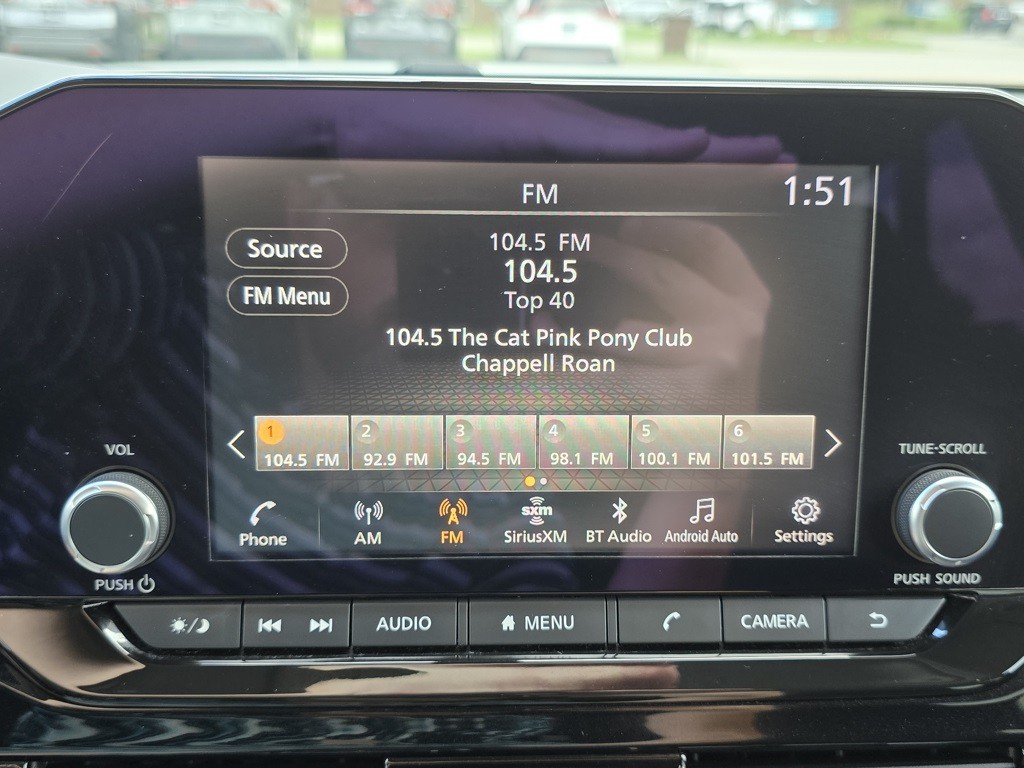 FM
1:51
Source
FM Menu
104.5 FM
104.5
Top 40
104.5 The Cat Pink Pony Club
Chappell Roan
1 2 3 4 5 6
104.5 FM 92.9 FM 94.5 FM 98.1 FM 100.1 FM 101.5 FM
VOL
TUNE-SCROLL
sxm
Phone AM FM SiriusXM BT Audio Android Auto Settings
PUSH
PUSH SOUND
AUDIO MENU CAMERA